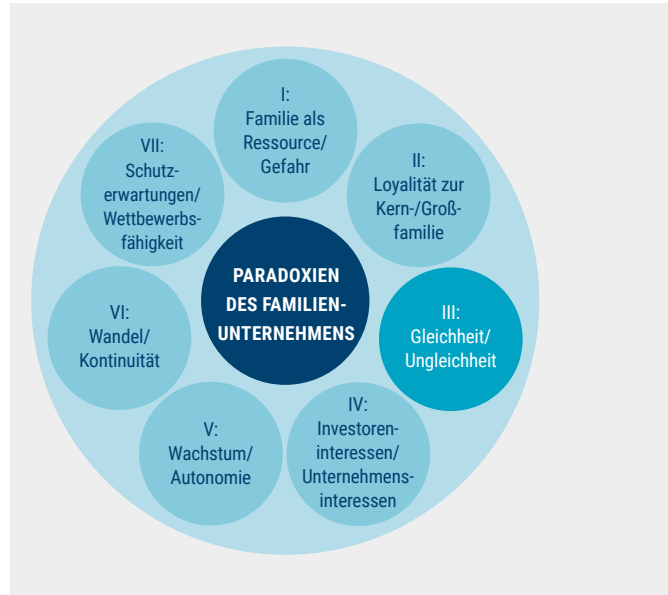 PARADOXIEN
DES FAMILIEN-
UNTERNEHMENS
I:
Familie als
Ressource/
Gefahr
II:
Loyalität zur
Kern-/Groß-
familie
III:
Gleichheit/
Ungleichheit
IV:
Investoren-
interessen/
Unternehmens-
interessen
V:
Wachstum/
Autonomie
VI:
Wandel/
Kontinuität
VII:
Schutz-
erwartungen/
Wettbewerbs-
fähigkeit